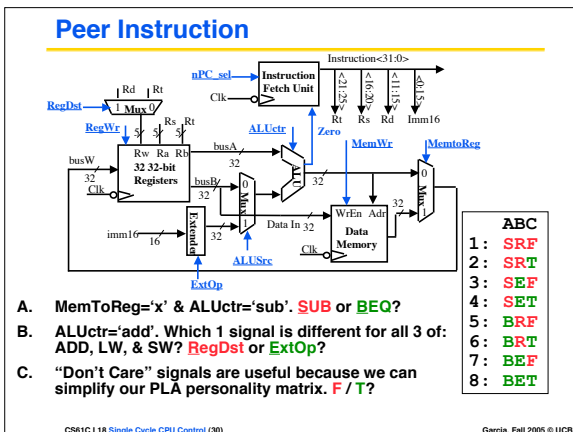 Peer Instruction
Instruction<31:0>
nPC_sel
Instruction
Fetch Unit
Clk
<21:25>
<16:20>
<11:15>
<0:15>
Rt
Rs
Rd
Imm16
Rd
Rt
RegDst
1 Mux 0
RegWr
Rs
Rt
5
5
5
ALUctr
Zero
MemWr
MemtoReg
busA
Rw Ra Rb
busW
32
32 32-bit
Registers
32
busB
32
Clk
0
Mux
1
ALU
32
32
0
Mux
1
WrEn Adr
Data In
32
Data
Memory
32
Clk
imm16
16
Extender
32
ALUSrc
ExtOp
A. MemToReg='x' & ALUctr='sub'. SUB or BEQ?
B. ALUctr='add'. Which 1 signal is different for all 3 of:
ADD, LW, & SW? RegDst or ExtOp?
C. “Don't Care” signals are useful because we can
simplify our PLA personality matrix. F / T?
ABC
1: SRF
2: SRT
3: SEF
4: SET
5: BRF
6: BRT
7: BEF
8: BET
CS61C L18 Single Cycle CPU Control (30)
Garcia, Fall 2005 © UCB